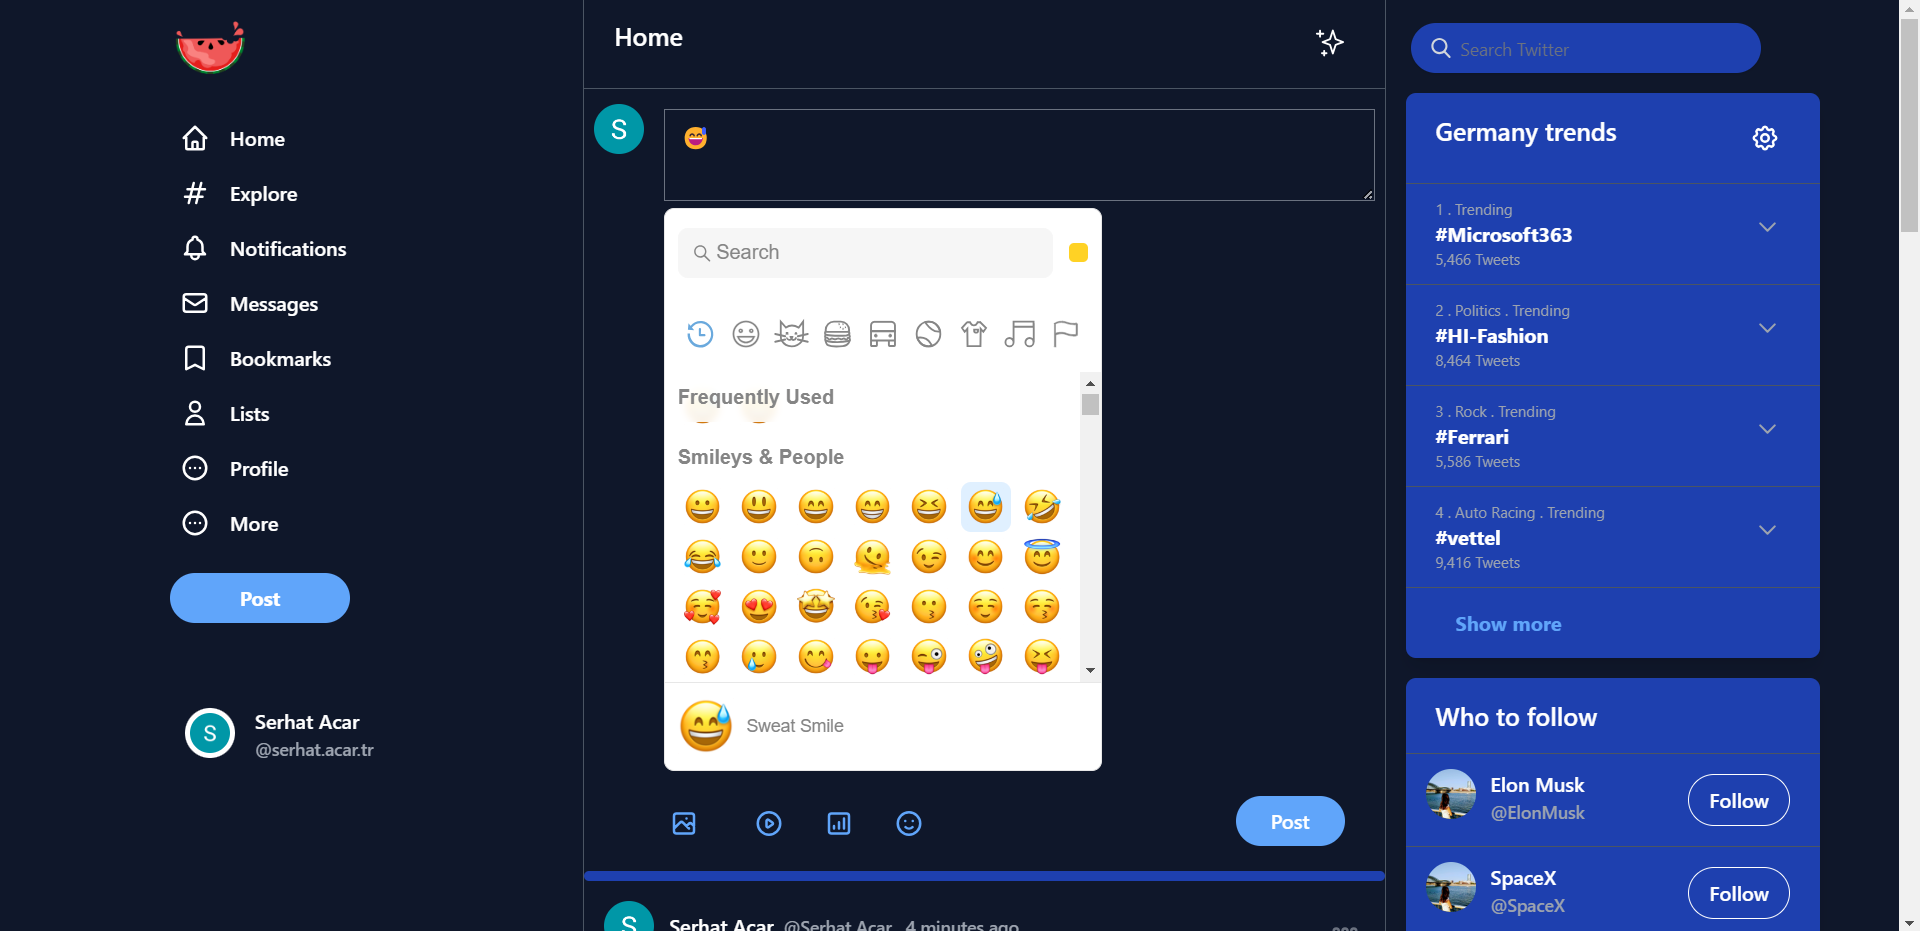 Home
Explore
Notifications
Messages
Bookmarks
Lists
Profile
More
Post
S
Serhat Acar
@serhat.acar.tr
Home
S
😅
Search
Frequently Used
Smileys & People
Sweat Smile
Post
S
Serhat Acar @Serhat Acar . 4 minutes ago
Search Twitter
Germany trends
1 . Trending
#Microsoft363
5,466 Tweets
2 . Politics . Trending
#HI-Fashion
8,464 Tweets
3 . Rock . Trending
#Ferrari
5,586 Tweets
4 . Auto Racing . Trending
#vettel
9,416 Tweets
Show more
Who to follow
Elon Musk
@ElonMusk
Follow
SpaceX
@SpaceX
Follow